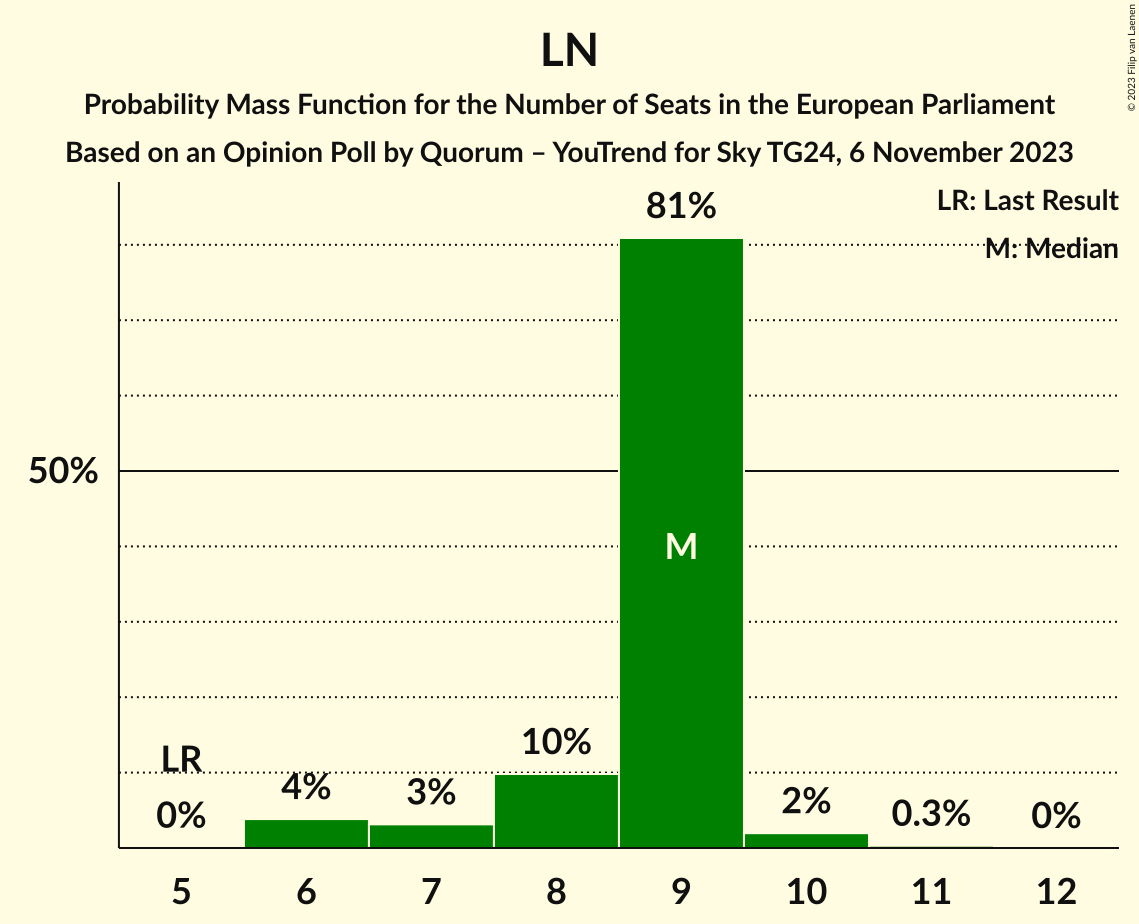 LN
Probability Mass Function for the Number of Seats in the European Parliament
Based on an Opinion Poll by Quorum – YouTrend for Sky TG24, 6 November 2023
© 2023 Filip van Laenen
LR: Last Result
M: Median
81%
50%
M
10%
LR
4%
3%
2%
0.3%
0%
0%
5 6 7 8 9 10 11 12